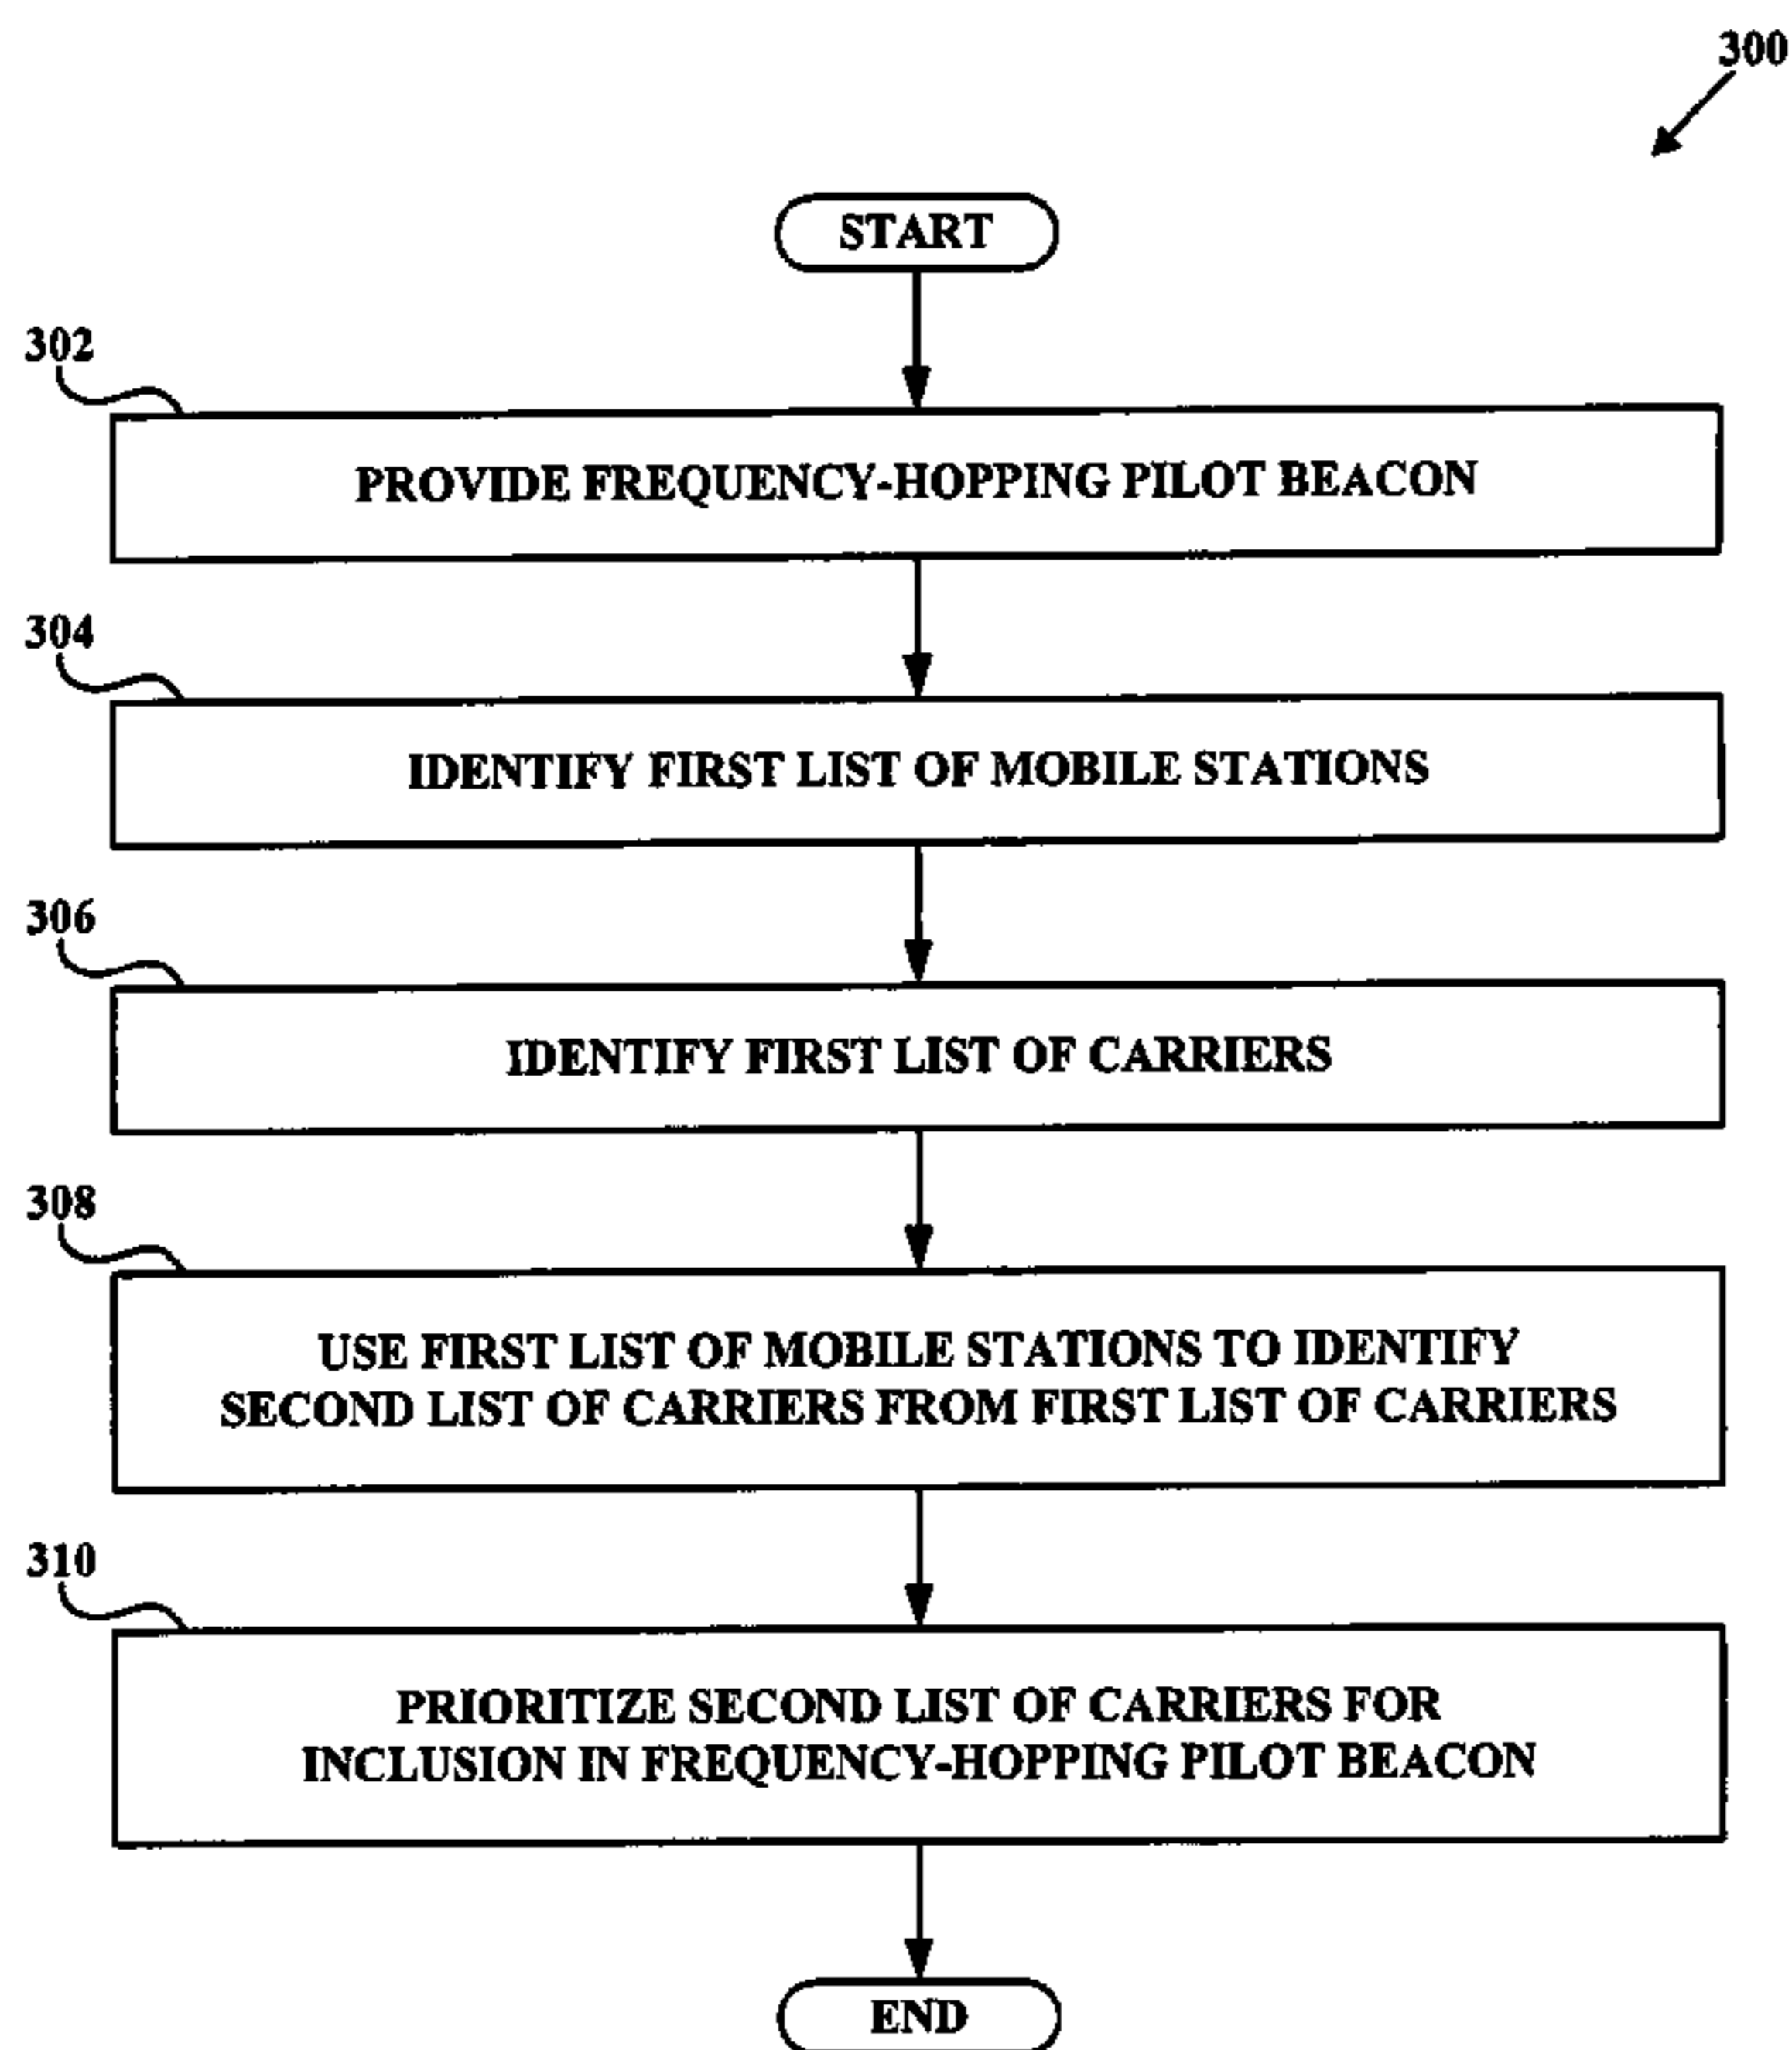 300
START
302
PROVIDE FREQUENCY-HOPPING PILOT BEACON
304
IDENTIFY FIRST LIST OF MOBILE STATIONS
306
IDENTIFY FIRST LIST OF CARRIERS
308
USE FIRST LIST OF MOBILE STATIONS TO IDENTIFY
SECOND LIST OF CARRIERS FROM FIRST LIST OF CARRIERS
310
PRIORITIZE SECOND LIST OF CARRIERS FOR
INCLUSION IN FREQUENCY-HOPPING PILOT BEACON
END